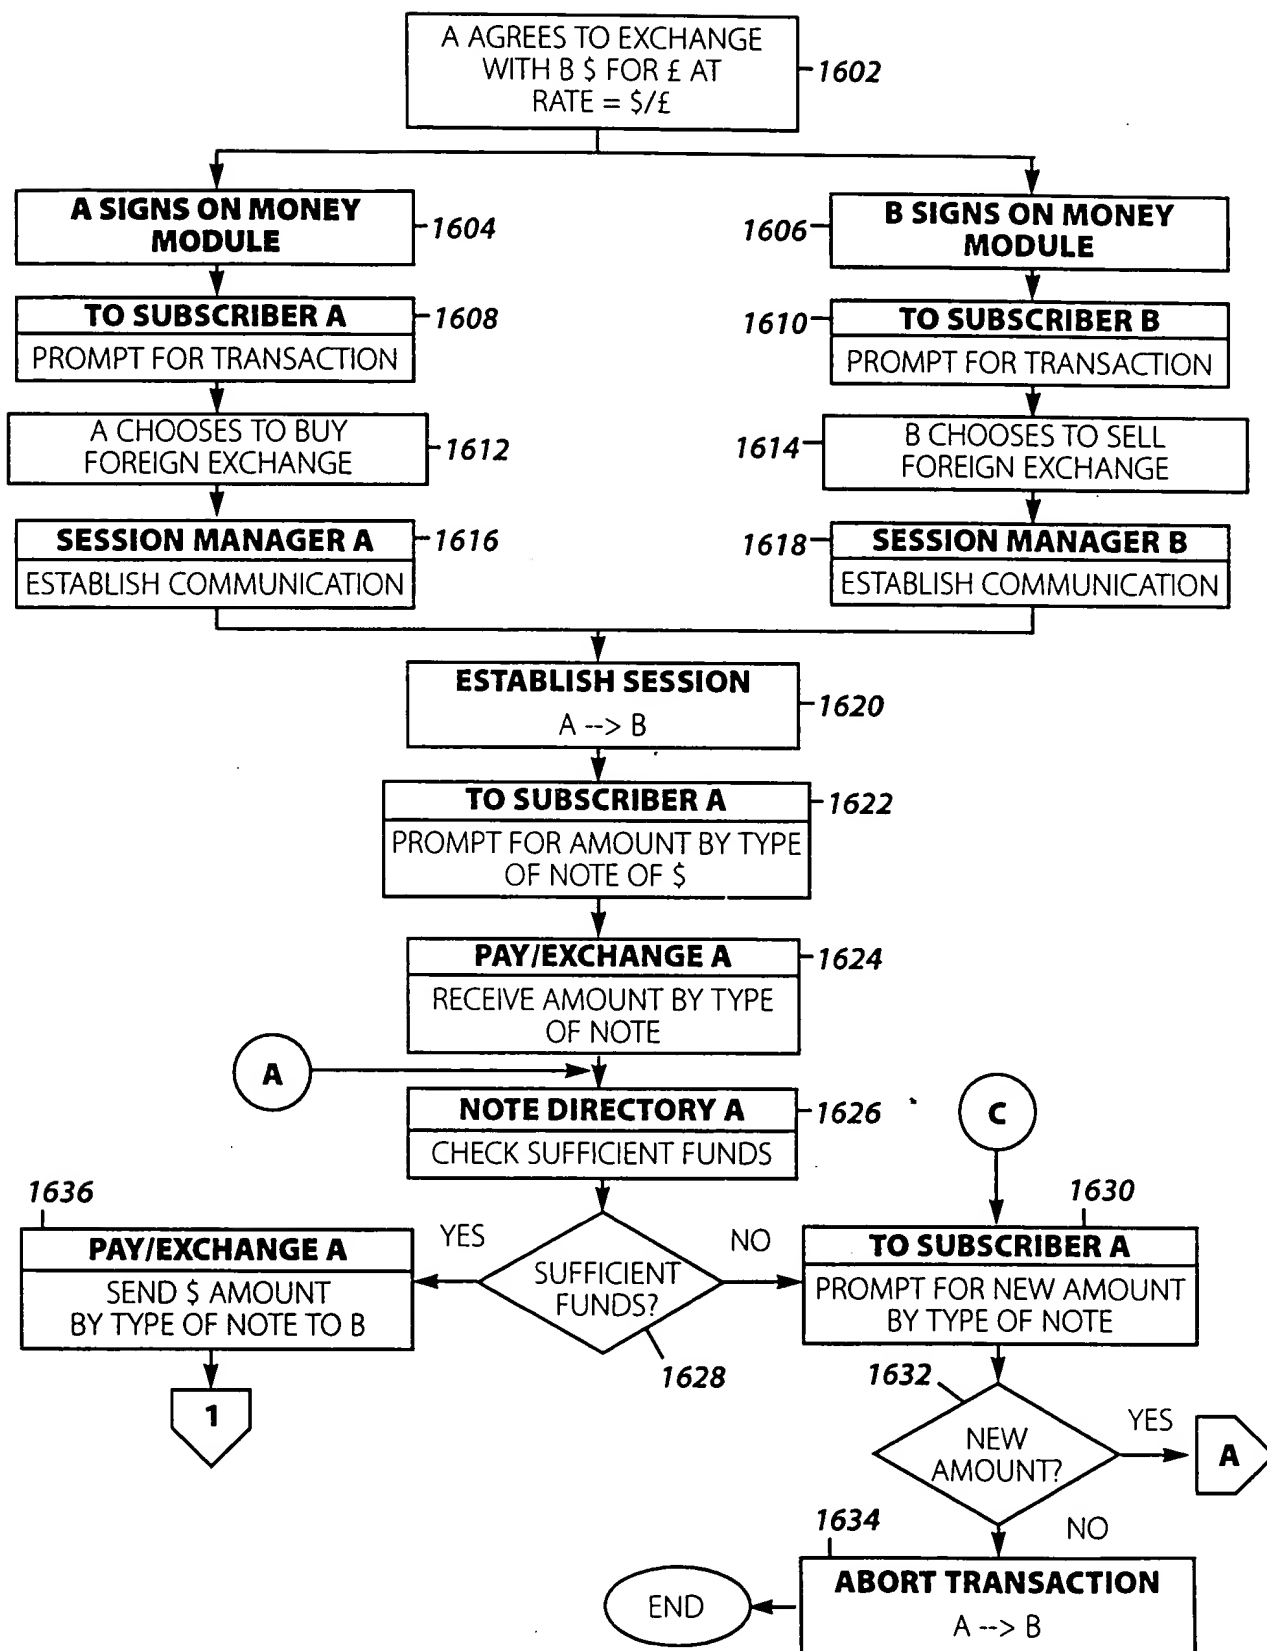 A AGREES TO EXCHANGE
WITH B $ FOR £ AT
RATE = $/£
1602
A SIGNS ON MONEY
MODULE
1604
1606
B SIGNS ON MONEY
MODULE
TO SUBSCRIBER A
1608
PROMPT FOR TRANSACTION
1610
TO SUBSCRIBER B
PROMPT FOR TRANSACTION
A CHOOSES TO BUY
FOREIGN EXCHANGE
1612
1614
B CHOOSES TO SELL
FOREIGN EXCHANGE
SESSION MANAGER A
1616
ESTABLISH COMMUNICATION
1618
SESSION MANAGER B
ESTABLISH COMMUNICATION
ESTABLISH SESSION
A --> B
1620
TO SUBSCRIBER A
1622
PROMPT FOR AMOUNT BY TYPE
OF NOTE OF $
PAY/EXCHANGE A
1624
RECEIVE AMOUNT BY TYPE
OF NOTE
A
NOTE DIRECTORY A
1626
CHECK SUFFICIENT FUNDS
C
1636
PAY/EXCHANGE A
SEND $ AMOUNT
BY TYPE OF NOTE TO B
YES
SUFFICIENT
FUNDS?
NO
1628
1630
TO SUBSCRIBER A
PROMPT FOR NEW AMOUNT
BY TYPE OF NOTE
1
1632
NEW
AMOUNT?
YES
A
NO
1634
ABORT TRANSACTION
A --> B
END